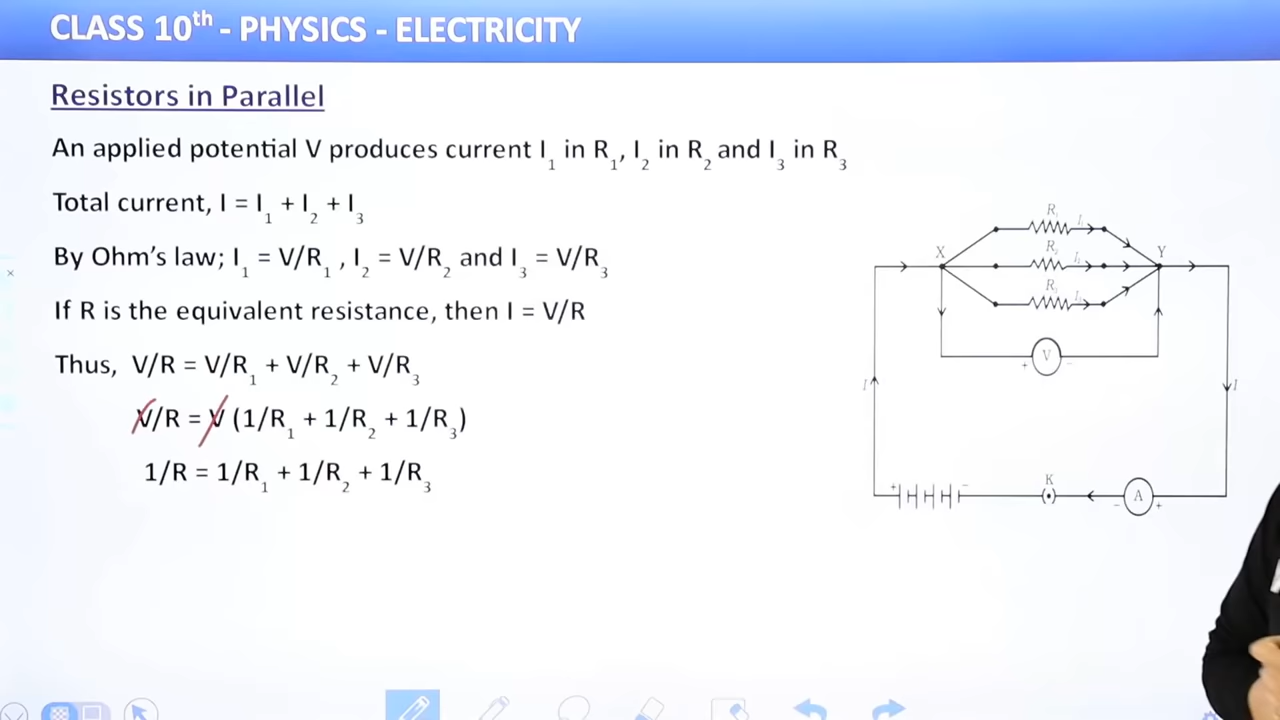 CLASS 10th - PHYSICS - ELECTRICITY
Resistors in Parallel
An applied potential V produces current I1 in R1, I2 in R2 and I3 in R3
Total current, I = I1 + I2 + I3
By Ohm's law; I1 = V/R1 , I2 = V/R2 and I3 = V/R3
If R is the equivalent resistance, then I = V/R
Thus, V/R = V/R1 + V/R2 + V/R3
V/R = V (1/R1 + 1/R2 + 1/R3)
1/R = 1/R1 + 1/R2 + 1/R3
R1 I1
X R2 I2 Y
R3 I3
+ V -
I I
+ - K - A +